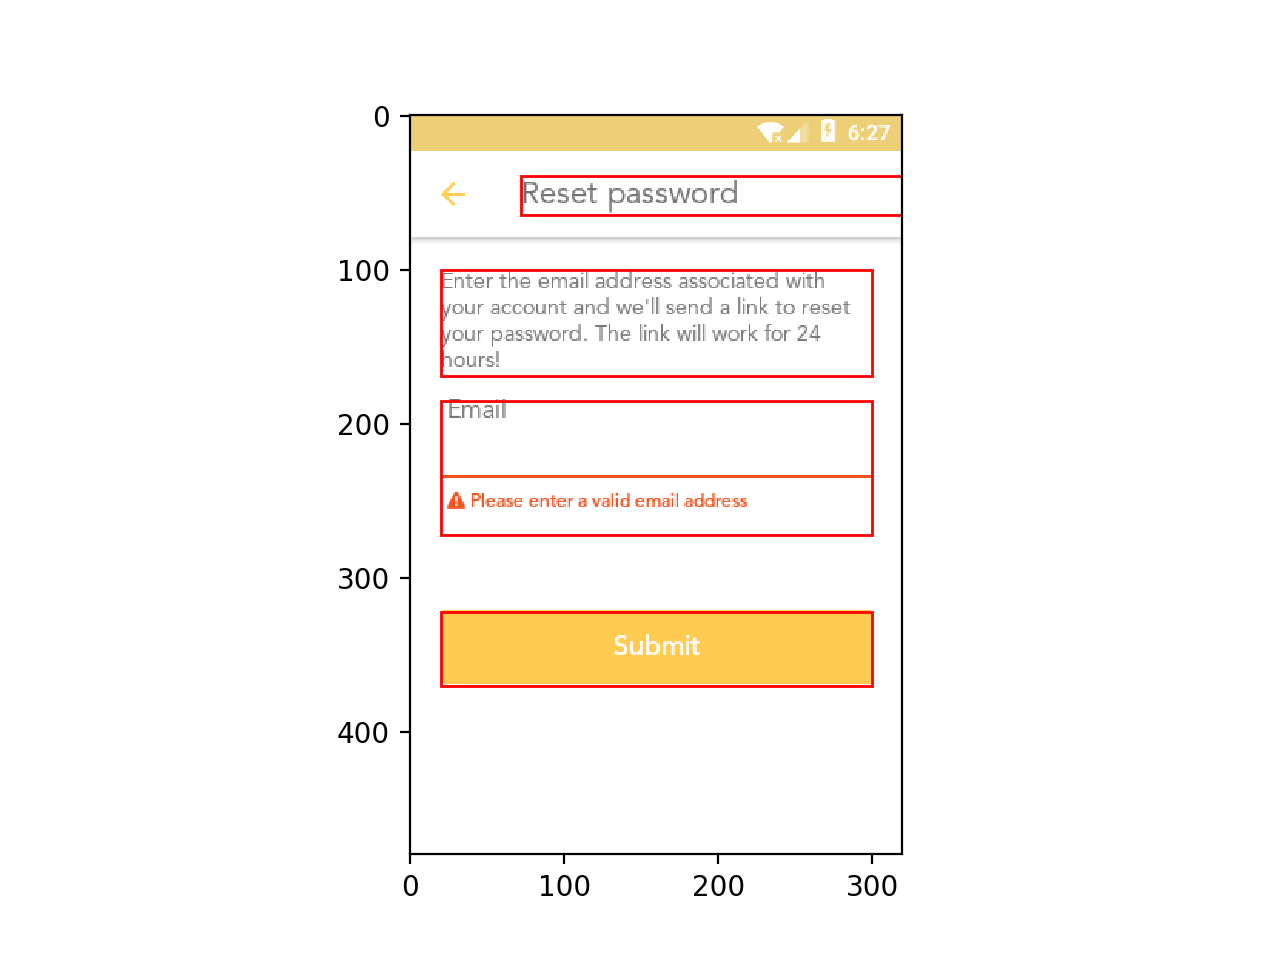 0
6:27
Reset password
100
Enter the email address associated with
your account and we'll send a link to reset
your password. The link will work for 24
hours!
200
Email
Please enter a valid email address
300
Submit
400
0 100 200 300